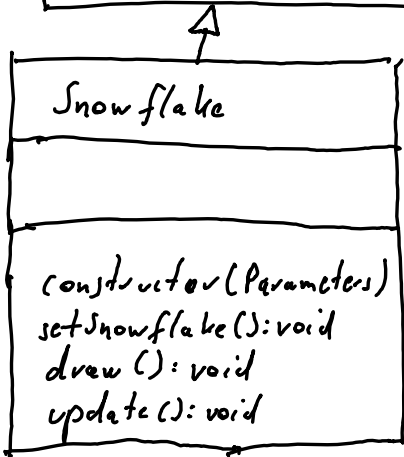 Snowflake
constructor(Parameters)
setSnowflake():void
draw():void
update():void